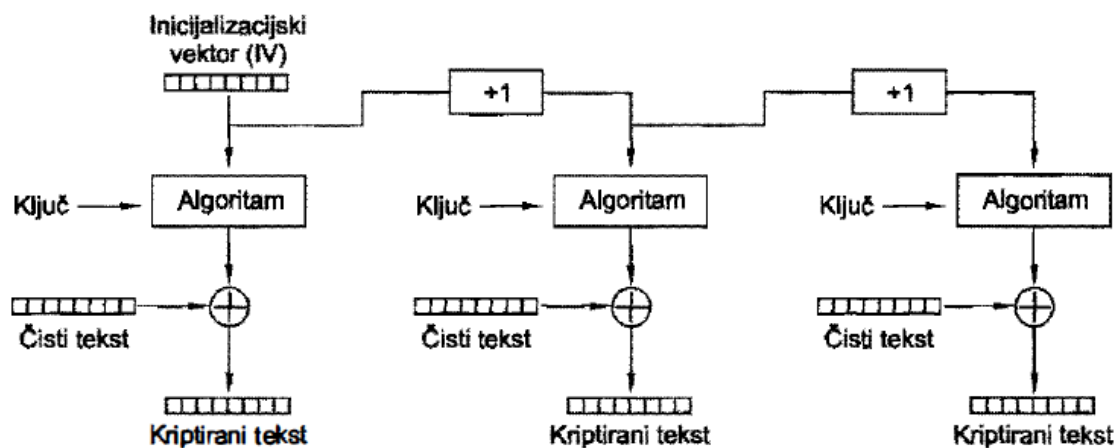 Inicijalizacijski
vektor (IV)
+1
+1
Ključ
Algoritam
Ključ
Algoritam
Ključ
Algoritam
Čisti tekst
Čisti tekst
Čisti tekst
Kriptirani tekst
Kriptirani tekst
Kriptirani tekst